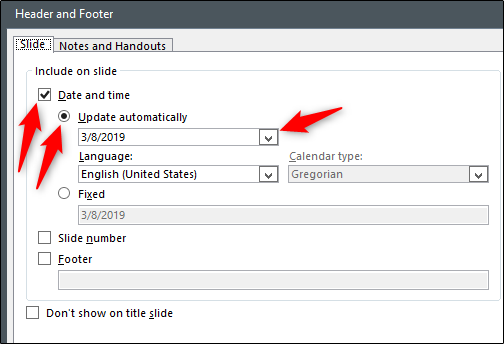 Header and Footer
Slide Notes and Handouts
Include on slide
Date and time
Update automatically
3/8/2019
Language: Calendar type:
English (United States) Gregorian
Fixed
3/8/2019
Slide number
Footer
Don't show on title slide